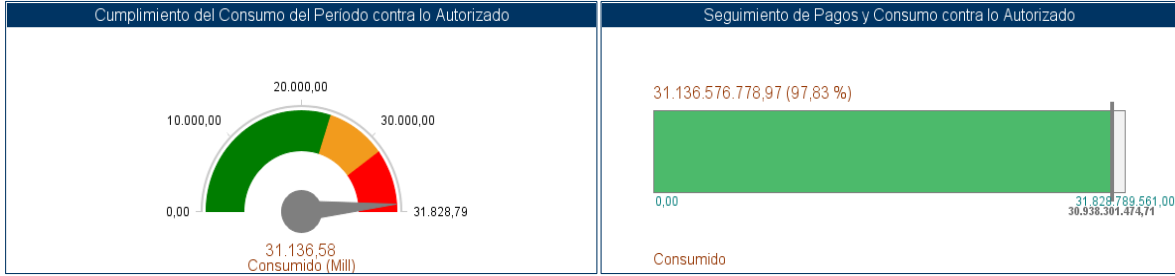 Cumplimiento del Consumo del Período contra lo Autorizado
20.000,00
10.000,00
30.000,00
0,00
31.828,79
31.136,58
Consumido (Mill)
Seguimiento de Pagos y Consumo contra lo Autorizado
31.136.576.778,97 (97,83 %)
0,00
31.828.789.561,00
30.938.301.474,71
Consumido